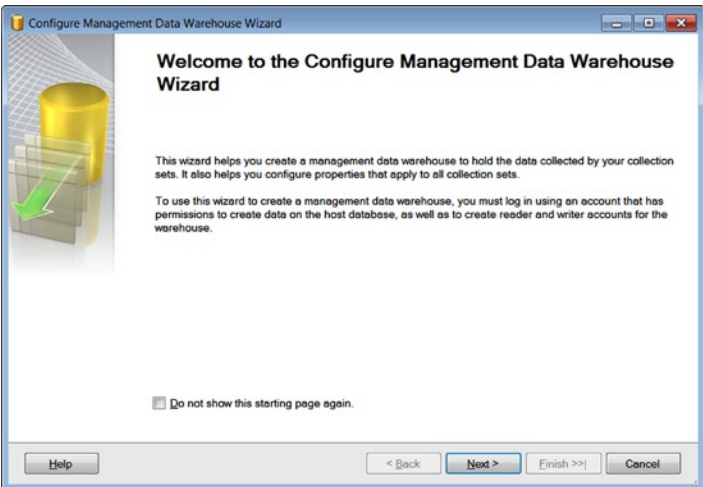 Configure Management Data Warehouse Wizard
Welcome to the Configure Management Data Warehouse
Wizard
This wizard helps you create a management data warehouse to hold the data collected by your collection
sets. It also helps you configure properties that apply to all collection sets.
To use this wizard to create a management data warehouse, you must log in using an account that has
permissions to create data on the host database, as well as to create reader and writer accounts for the
warehouse.
Do not show this starting page again.
Help
< Back
Next >
Finish >>|
Cancel